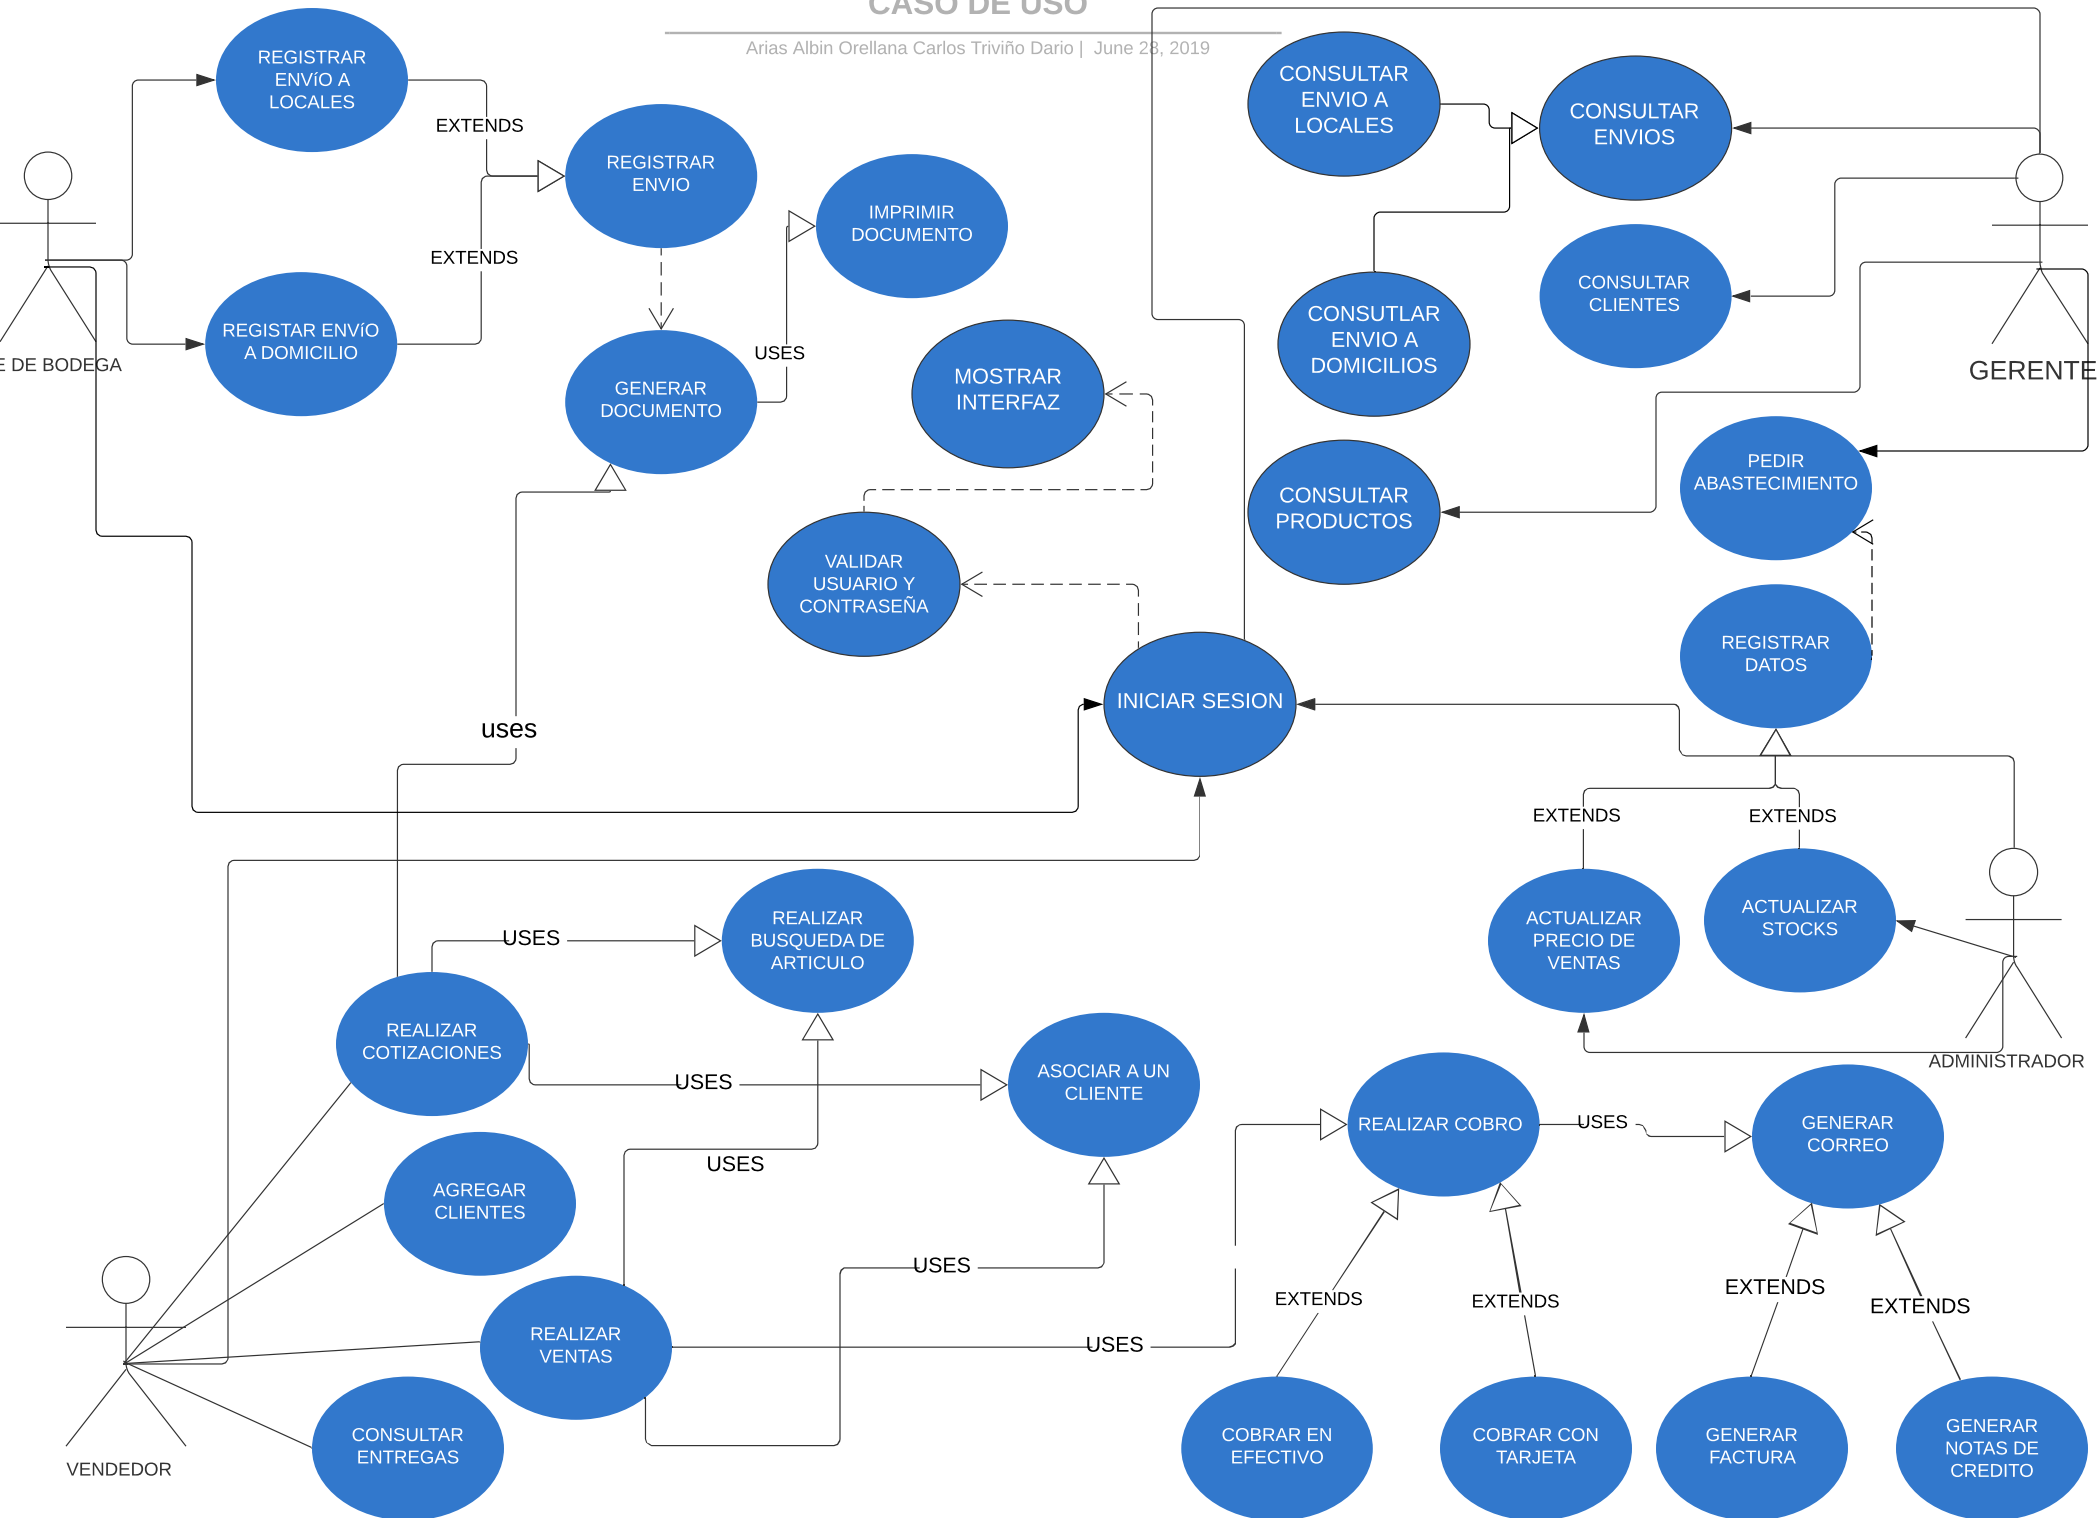 CASO DE USO
Arias Albin Orellana Carlos Triviño Dario | June 28, 2019
REGISTRAR
ENVíO A
LOCALES
EXTENDS
REGISTRAR
ENVIO
EXTENDS
REGISTAR ENVíO
A DOMICILIO
E DE BODEGA
IMPRIMIR
DOCUMENTO
USES
GENERAR
DOCUMENTO
MOSTRAR
INTERFAZ
VALIDAR
USUARIO Y
CONTRASEÑA
CONSULTAR
ENVIO A
LOCALES
CONSULTAR
ENVIOS
CONSUTLAR
ENVIO A
DOMICILIOS
CONSULTAR
CLIENTES
GERENTE
CONSULTAR
PRODUCTOS
PEDIR
ABASTECIMIENTO
REGISTRAR
DATOS
INICIAR SESION
uses
EXTENDS
EXTENDS
ACTUALIZAR
PRECIO DE
VENTAS
ACTUALIZAR
STOCKS
ADMINISTRADOR
USES
REALIZAR
BUSQUEDA DE
ARTICULO
REALIZAR
COTIZACIONES
USES
ASOCIAR A UN
CLIENTE
USES
AGREGAR
CLIENTES
USES
REALIZAR
VENTAS
USES
CONSULTAR
ENTREGAS
VENDEDOR
REALIZAR COBRO
USES
GENERAR
CORREO
EXTENDS
EXTENDS
EXTENDS
EXTENDS
COBRAR EN
EFECTIVO
COBRAR CON
TARJETA
GENERAR
FACTURA
GENERAR
NOTAS DE
CREDITO